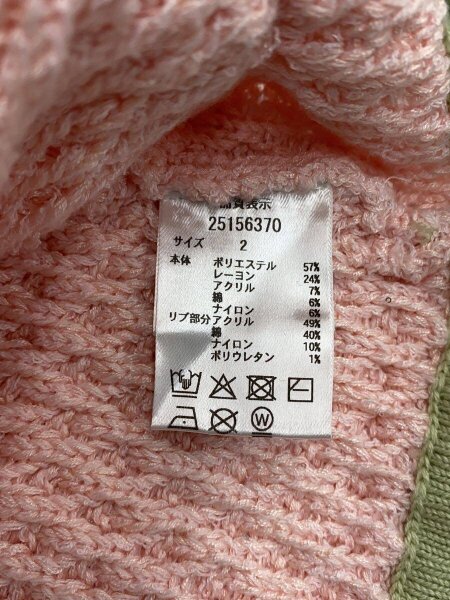 品質表示
25156370
サイズ 2
本体 ポリエステル 57%
レーヨン 24%
アクリル 7%
綿 6%
ナイロン 6%
リブ部分 アクリル 49%
綿 40%
ナイロン 10%
ポリウレタン 1%
W